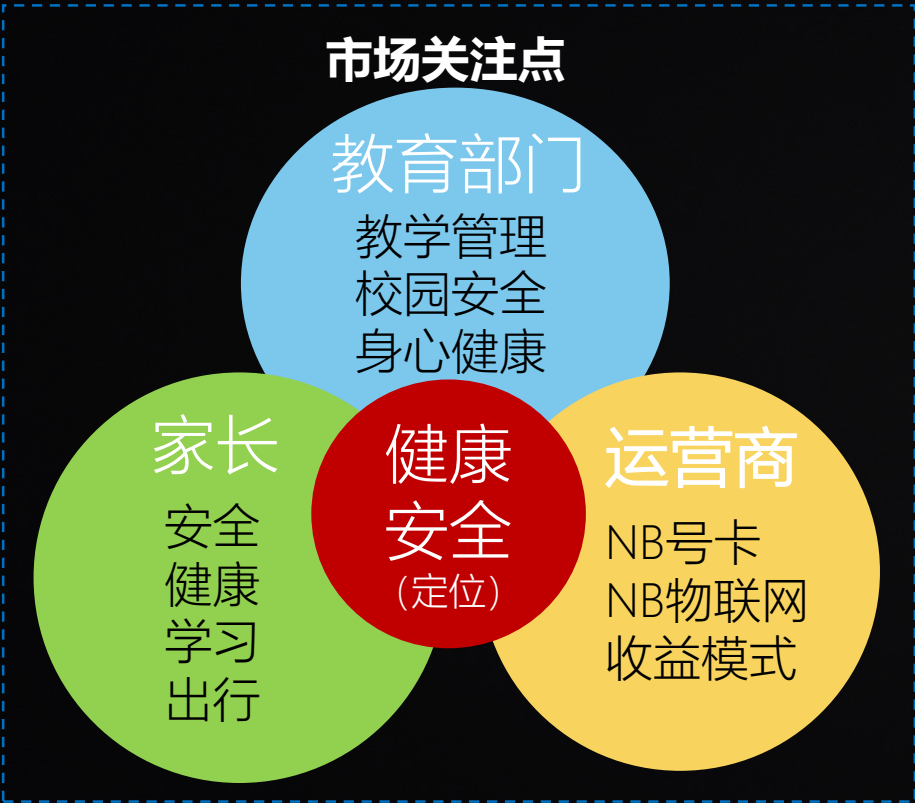 市场关注点
教育部门
教学管理
校园安全
身心健康
家长
安全
健康
学习
出行
健康
安全
（定位）
运营商
NB号卡
NB物联网
收益模式